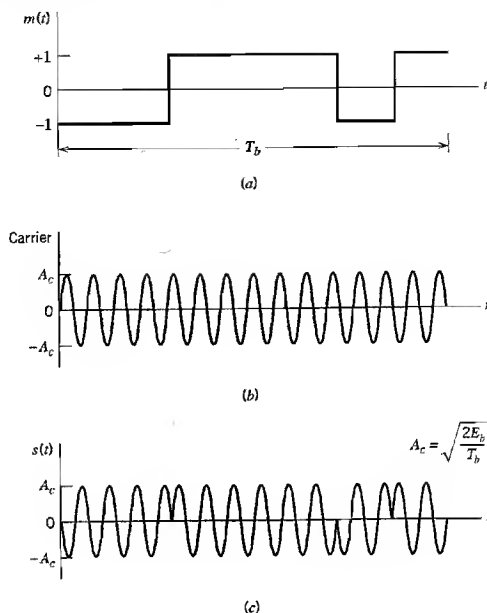 m(t)
+1
0
t
-1
T_b
(a)
Carrier
A_c
0
t
-A_c
(b)
s(t)
A_c = √(2E_b/T_b)
A_c
0
t
-A_c
(c)